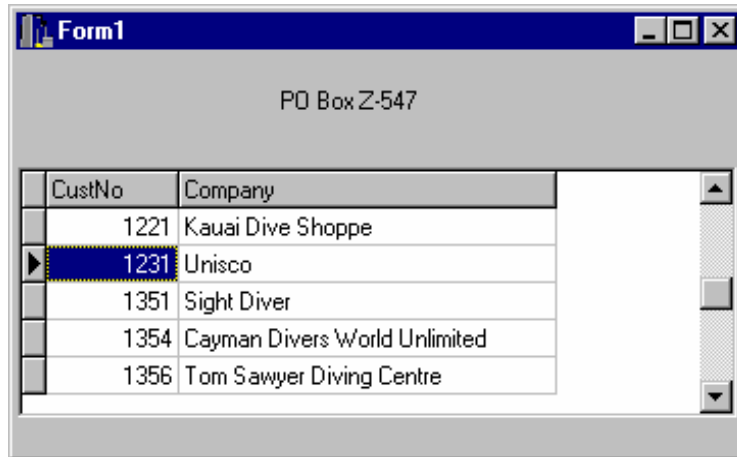 Form1
PO Box Z-547
CustNo Company
1221 Kauai Dive Shoppe
1231 Unisco
1351 Sight Diver
1354 Cayman Divers World Unlimited
1356 Tom Sawyer Diving Centre